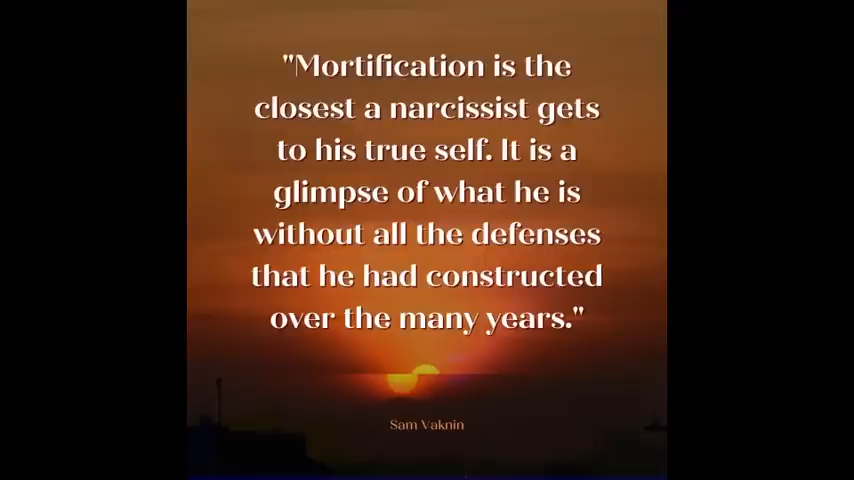 "Mortification is the
closest a narcissist gets
to his true self. It is a
glimpse of what he is
without all the defenses
that he had constructed
over the many years."
Sam Vaknin